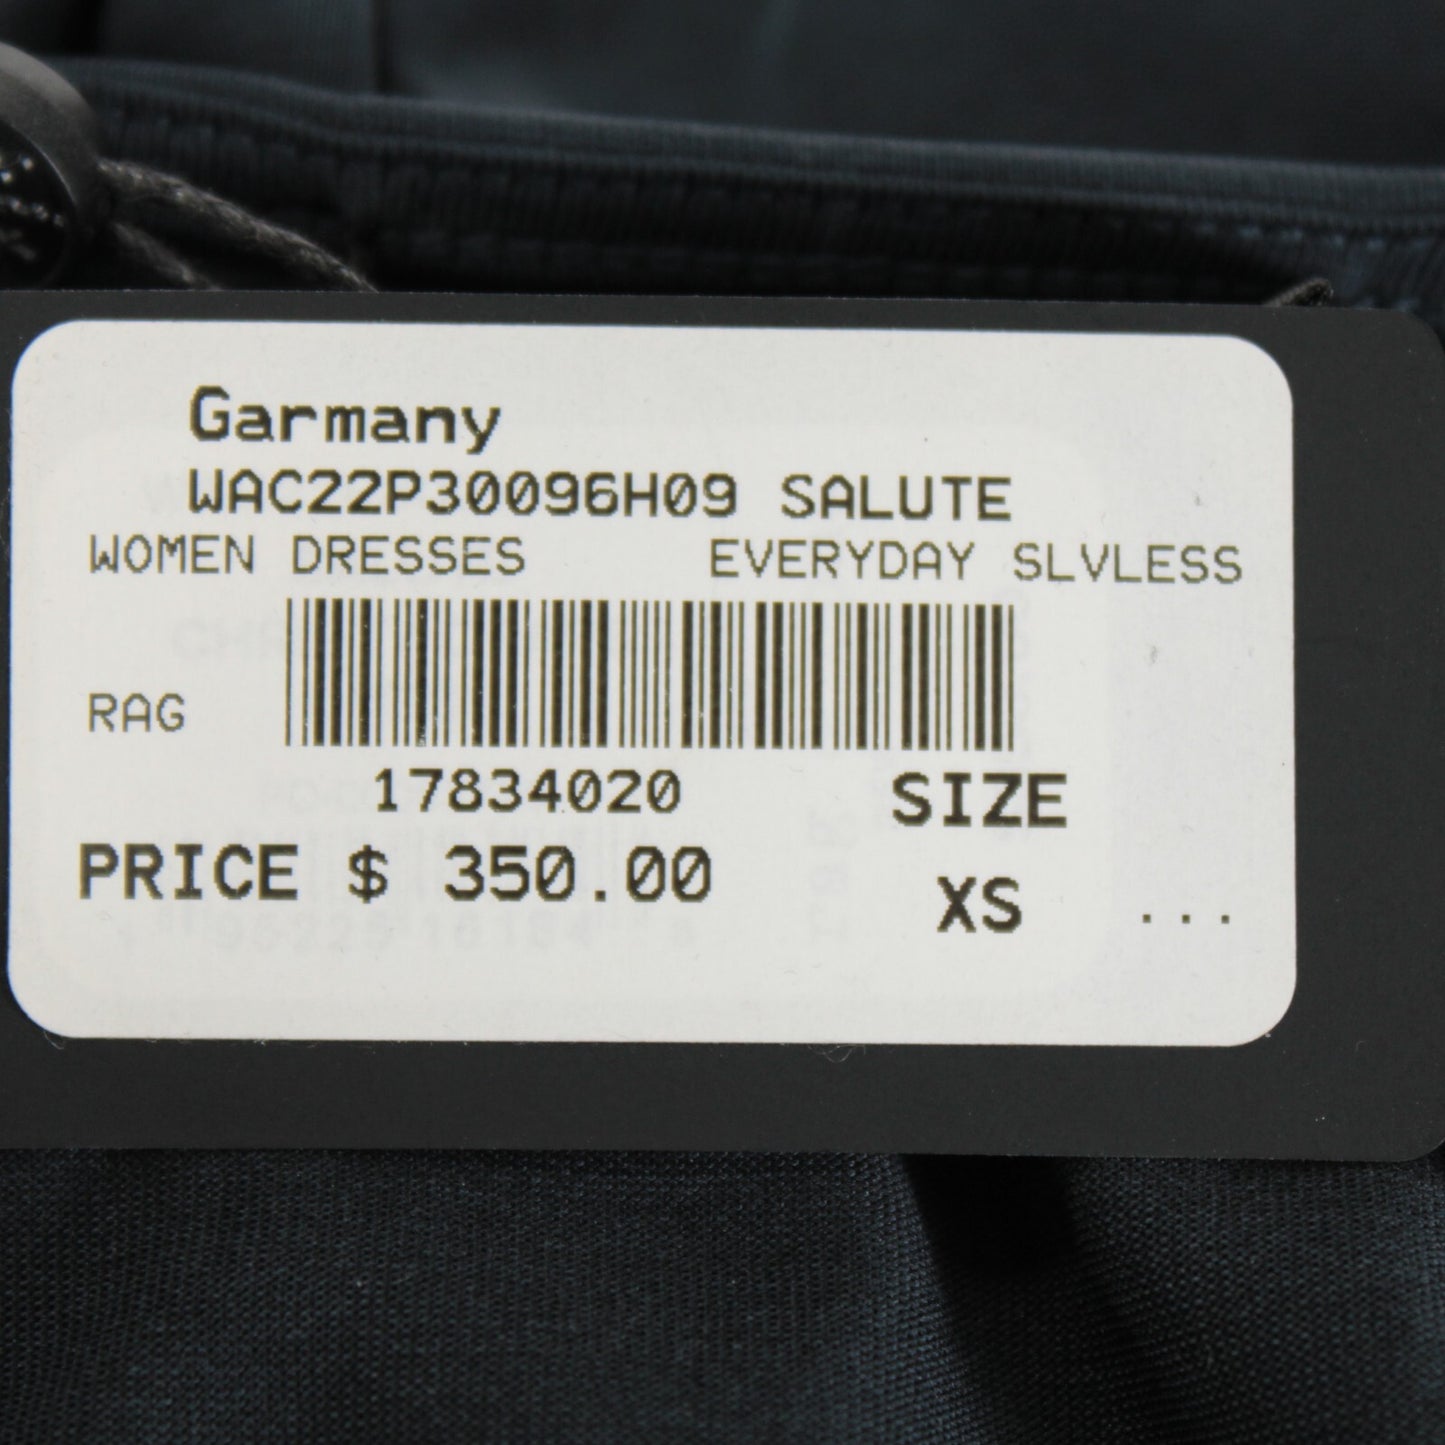 Garmany
WAC22P30096H09 SALUTE
WOMEN DRESSES EVERYDAY SLVLESS
RAG
17834020 SIZE
PRICE $ 350.00 XS ...